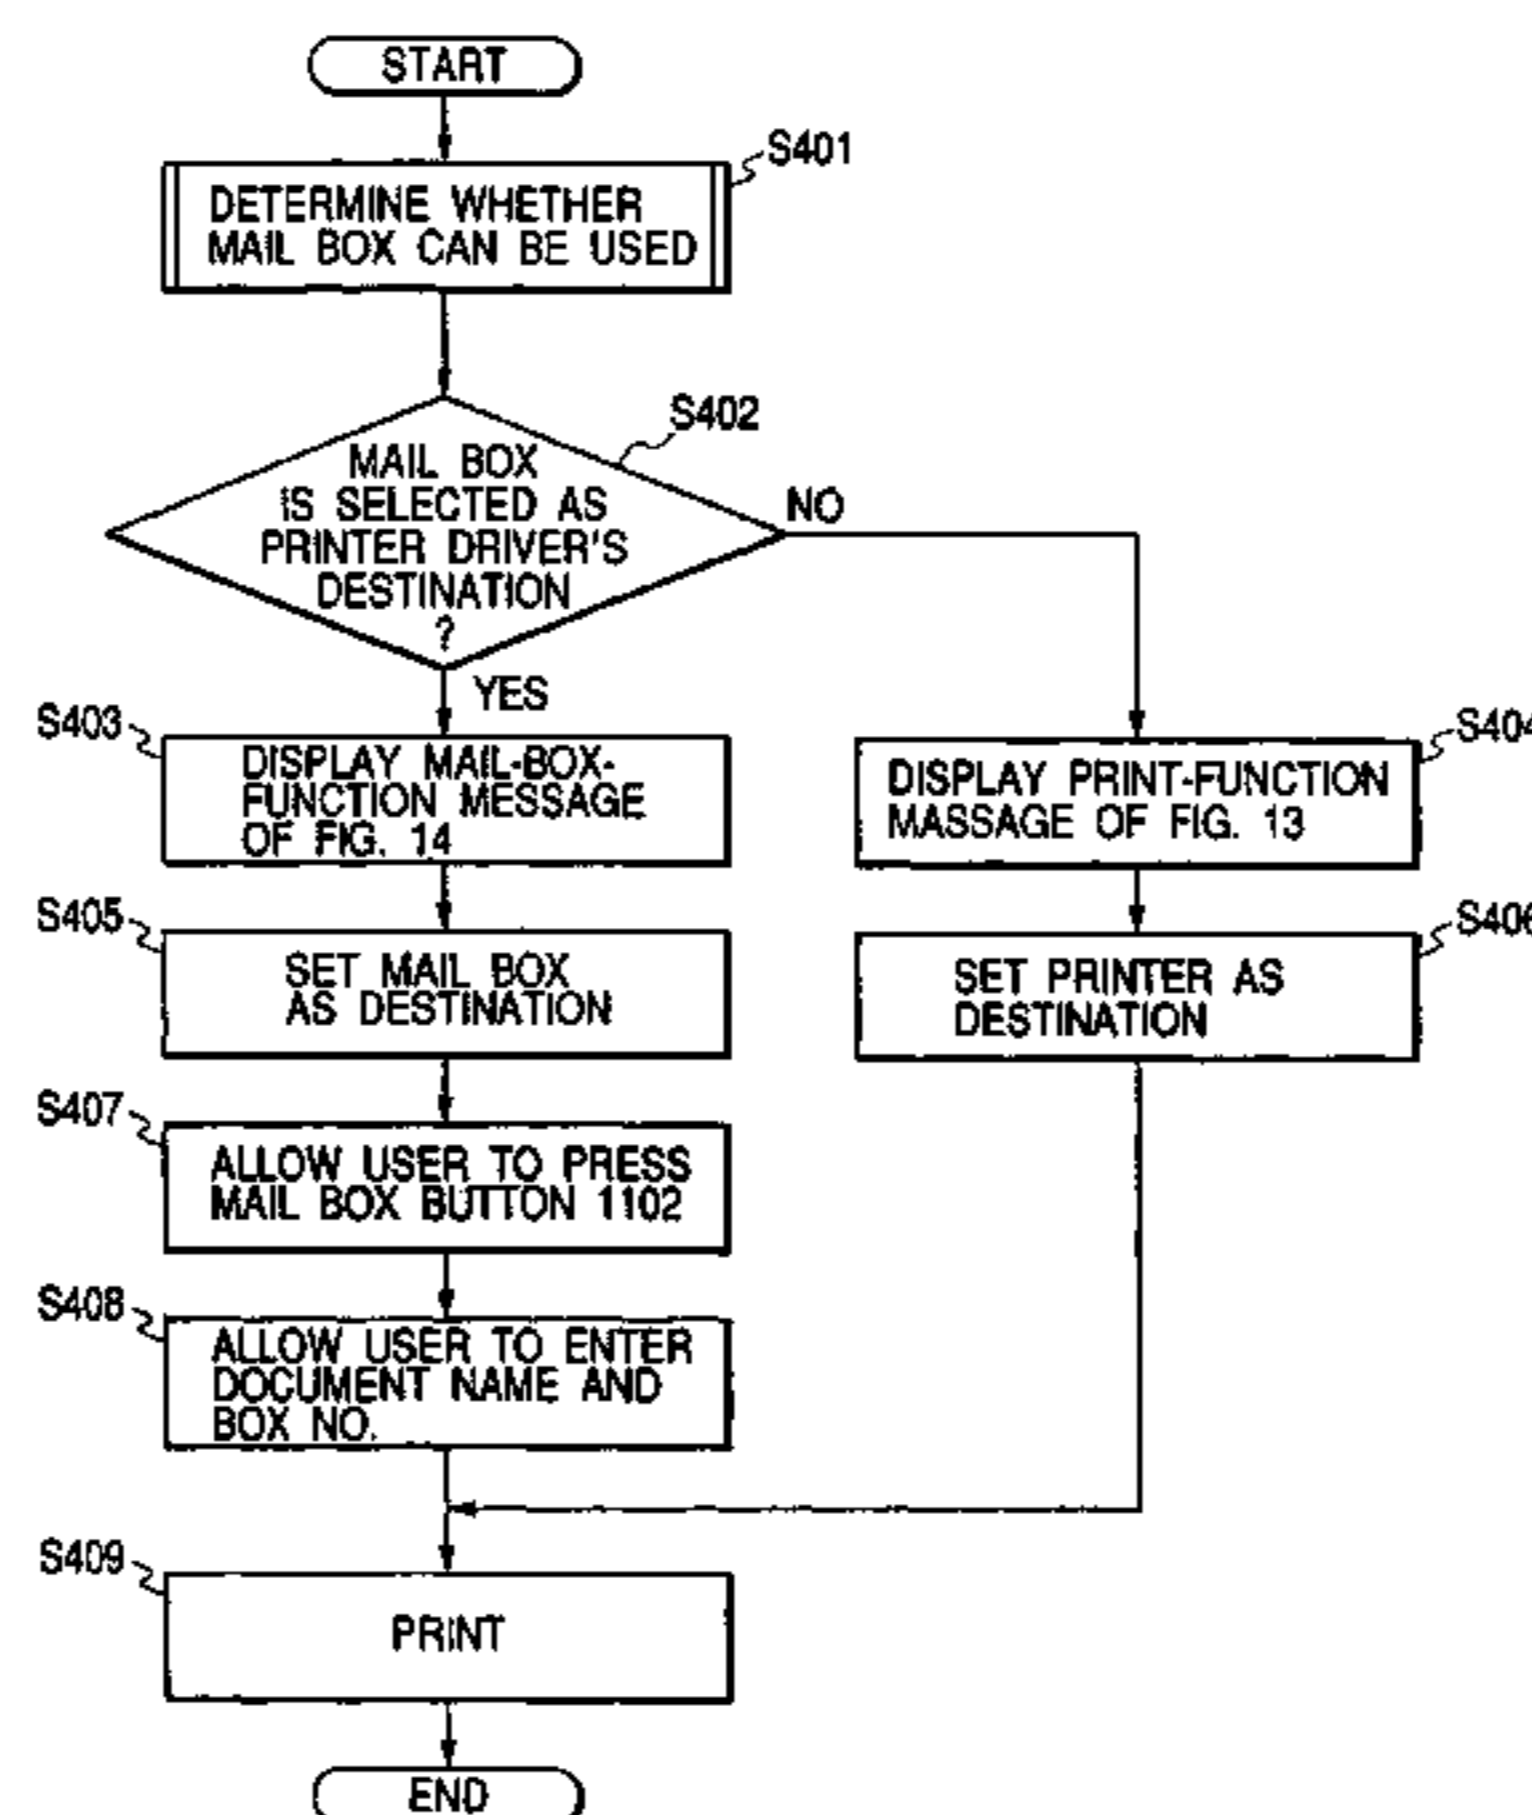 START
S401
DETERMINE WHETHER
MAIL BOX CAN BE USED
S402
MAIL BOX
IS SELECTED AS
PRINTER DRIVER'S
DESTINATION
?
NO
YES
S403
DISPLAY MAIL-BOX-
FUNCTION MESSAGE
OF FIG. 14
S404
DISPLAY PRINT-FUNCTION
MASSAGE OF FIG. 13
S405
SET MAIL BOX
AS DESTINATION
S406
SET PRINTER AS
DESTINATION
S407
ALLOW USER TO PRESS
MAIL BOX BUTTON 1102
S408
ALLOW USER TO ENTER
DOCUMENT NAME AND
BOX NO.
S409
PRINT
END